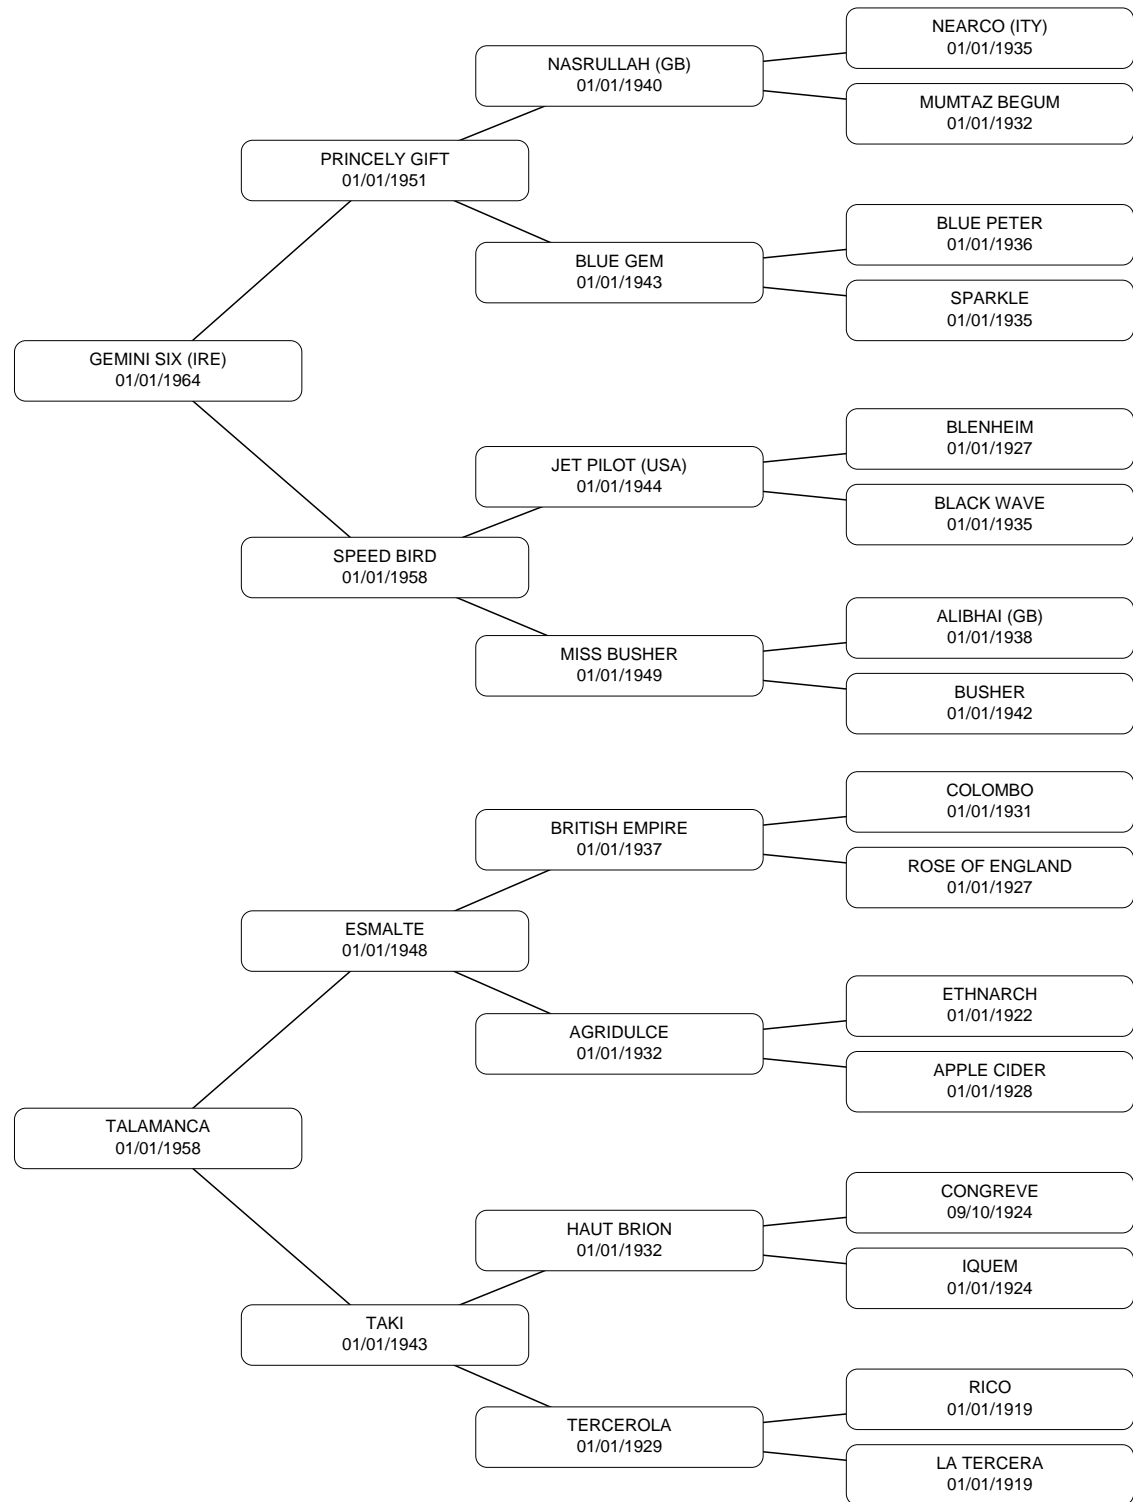 NEARCO (ITY)
01/01/1935
NASRULLAH (GB)
01/01/1940
MUMTAZ BEGUM
01/01/1932
PRINCELY GIFT
01/01/1951
BLUE PETER
01/01/1936
BLUE GEM
01/01/1943
SPARKLE
01/01/1935
GEMINI SIX (IRE)
01/01/1964
BLENHEIM
01/01/1927
JET PILOT (USA)
01/01/1944
BLACK WAVE
01/01/1935
SPEED BIRD
01/01/1958
ALIBHAI (GB)
01/01/1938
MISS BUSHER
01/01/1949
BUSHER
01/01/1942
COLOMBO
01/01/1931
BRITISH EMPIRE
01/01/1937
ROSE OF ENGLAND
01/01/1927
ESMALTE
01/01/1948
ETHNARCH
01/01/1922
AGRIDULCE
01/01/1932
APPLE CIDER
01/01/1928
TALAMANCA
01/01/1958
CONGREVE
09/10/1924
HAUT BRION
01/01/1932
IQUEM
01/01/1924
TAKI
01/01/1943
RICO
01/01/1919
TERCEROLA
01/01/1929
LA TERCERA
01/01/1919